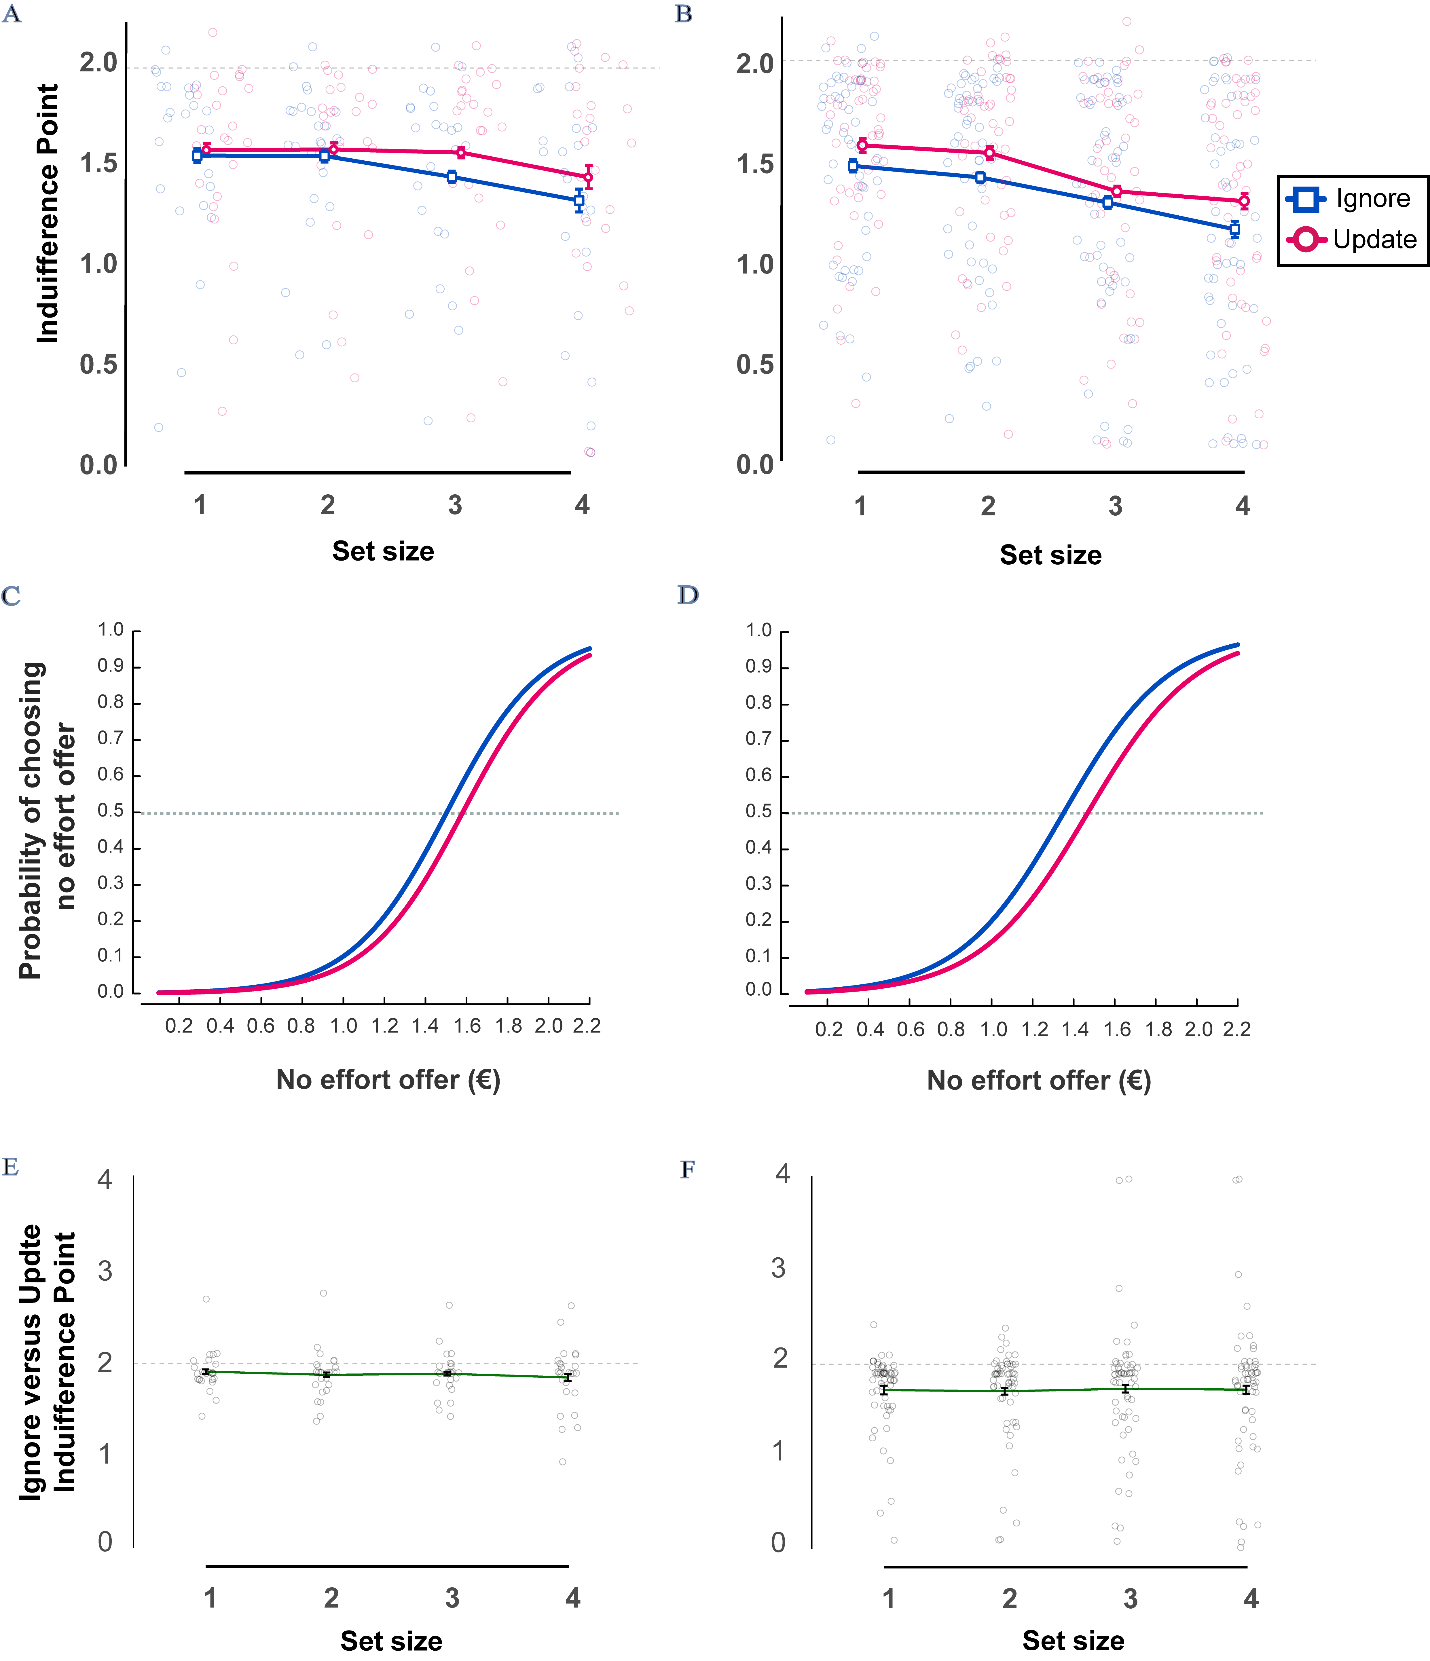 A
B
Induifference Point
2.0
1.5
1.0
0.5
0.0
1 2 3 4
Set size
2.0
1.5
1.0
0.5
0.0
1 2 3 4
Set size
Ignore
Update
C
D
Probability of choosing
no effort offer
1.0
0.9
0.8
0.7
0.6
0.5
0.4
0.3
0.2
0.1
0.0
0.2 0.4 0.6 0.8 1.0 1.2 1.4 1.6 1.8 2.0 2.2
No effort offer (€)
1.0
0.9
0.8
0.7
0.6
0.5
0.4
0.3
0.2
0.1
0.0
0.2 0.4 0.6 0.8 1.0 1.2 1.4 1.6 1.8 2.0 2.2
No effort offer (€)
E
F
Ignore versus Updte
Induifference Point
4
3
2
1
0
1 2 3 4
Set size
4
3
2
1
0
1 2 3 4
Set size